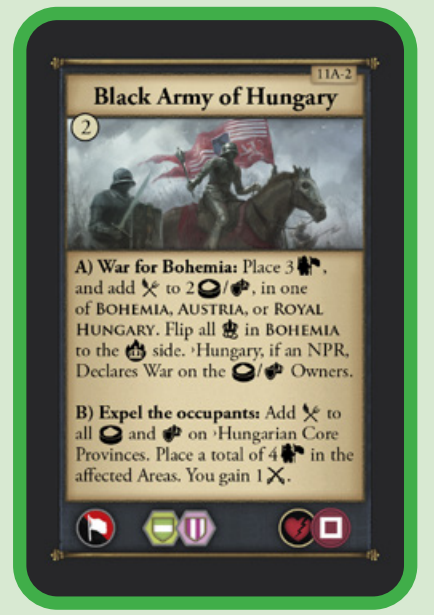 11A-2
Black Army of Hungary
2
A) War for Bohemia: Place 3 ,
and add to 2 / , in one
of BOHEMIA, AUSTRIA, or ROYAL
HUNGARY. Flip all in BOHEMIA
to the side. ›Hungary, if an NPR,
Declares War on the / Owners.
B) Expel the occupants: Add to
all and on ›Hungarian Core
Provinces. Place a total of 4 in the
affected Areas. You gain 1 .